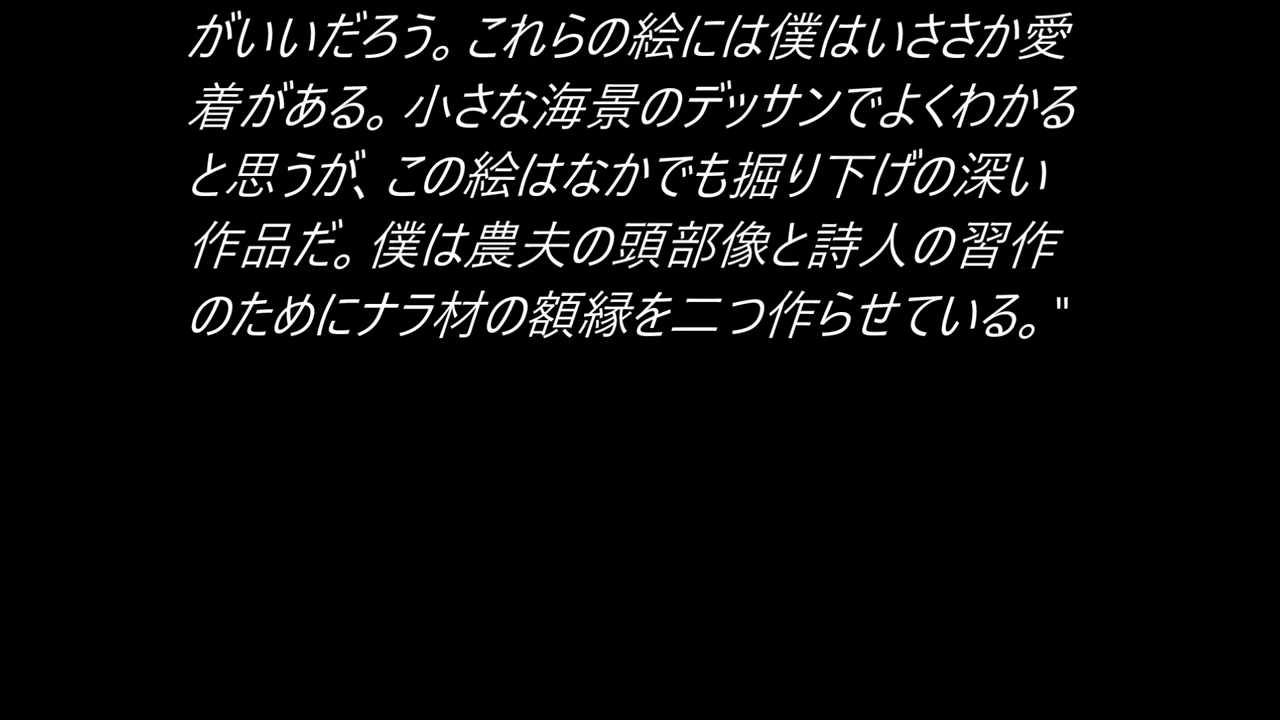 がいいだろう。これらの絵には僕はいささか愛
着がある。小さな海景のデッサンでよくわかる
と思うが、この絵はなかでも掘り下げの深い
作品だ。僕は農夫の頭部像と詩人の習作
のためにナラ材の額縁を二つ作らせている。"